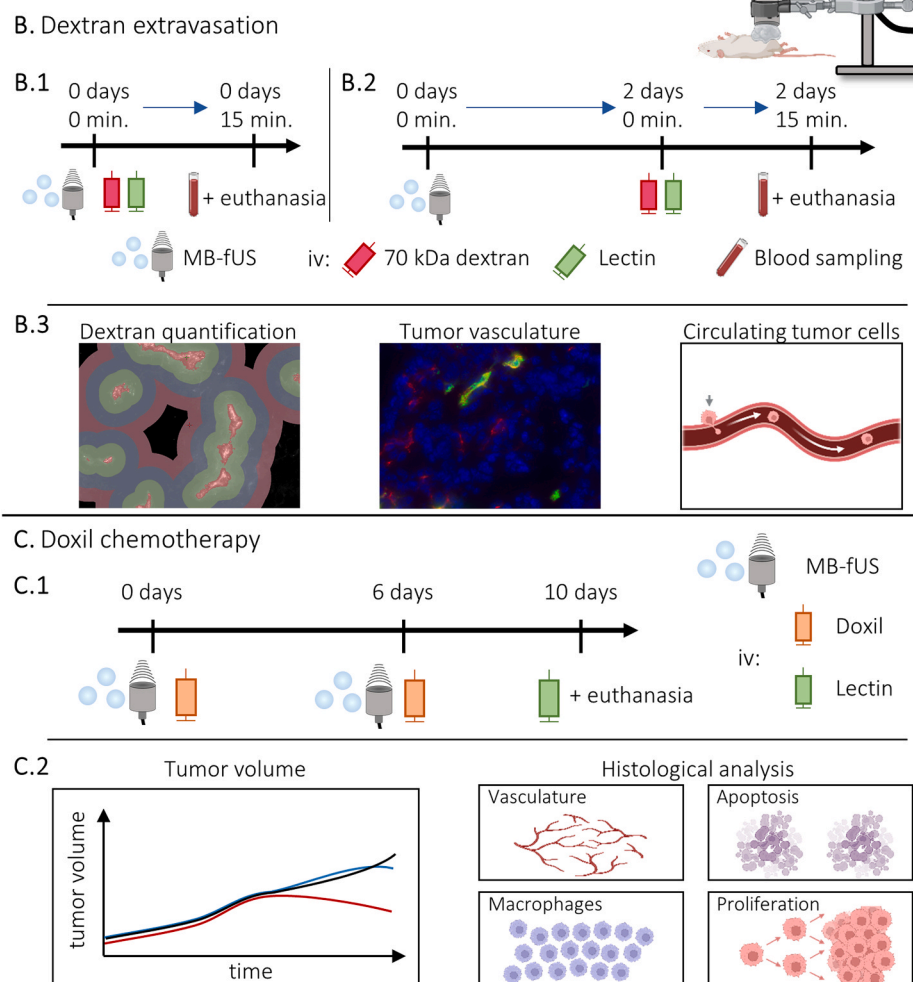 B. Dextran extravasation
B.1
0 days
0 min.
0 days
15 min.
+ euthanasia
B.2
0 days
0 min.
2 days
0 min.
2 days
15 min.
+ euthanasia
MB-fUS
iv:
70 kDa dextran
Lectin
Blood sampling
B.3
Dextran quantification
Tumor vasculature
Circulating tumor cells
C. Doxil chemotherapy
C.1
0 days
6 days
10 days
+ euthanasia
MB-fUS
iv:
Doxil
Lectin
C.2
Tumor volume
tumor volume
time
Histological analysis
Vasculature
Apoptosis
Macrophages
Proliferation